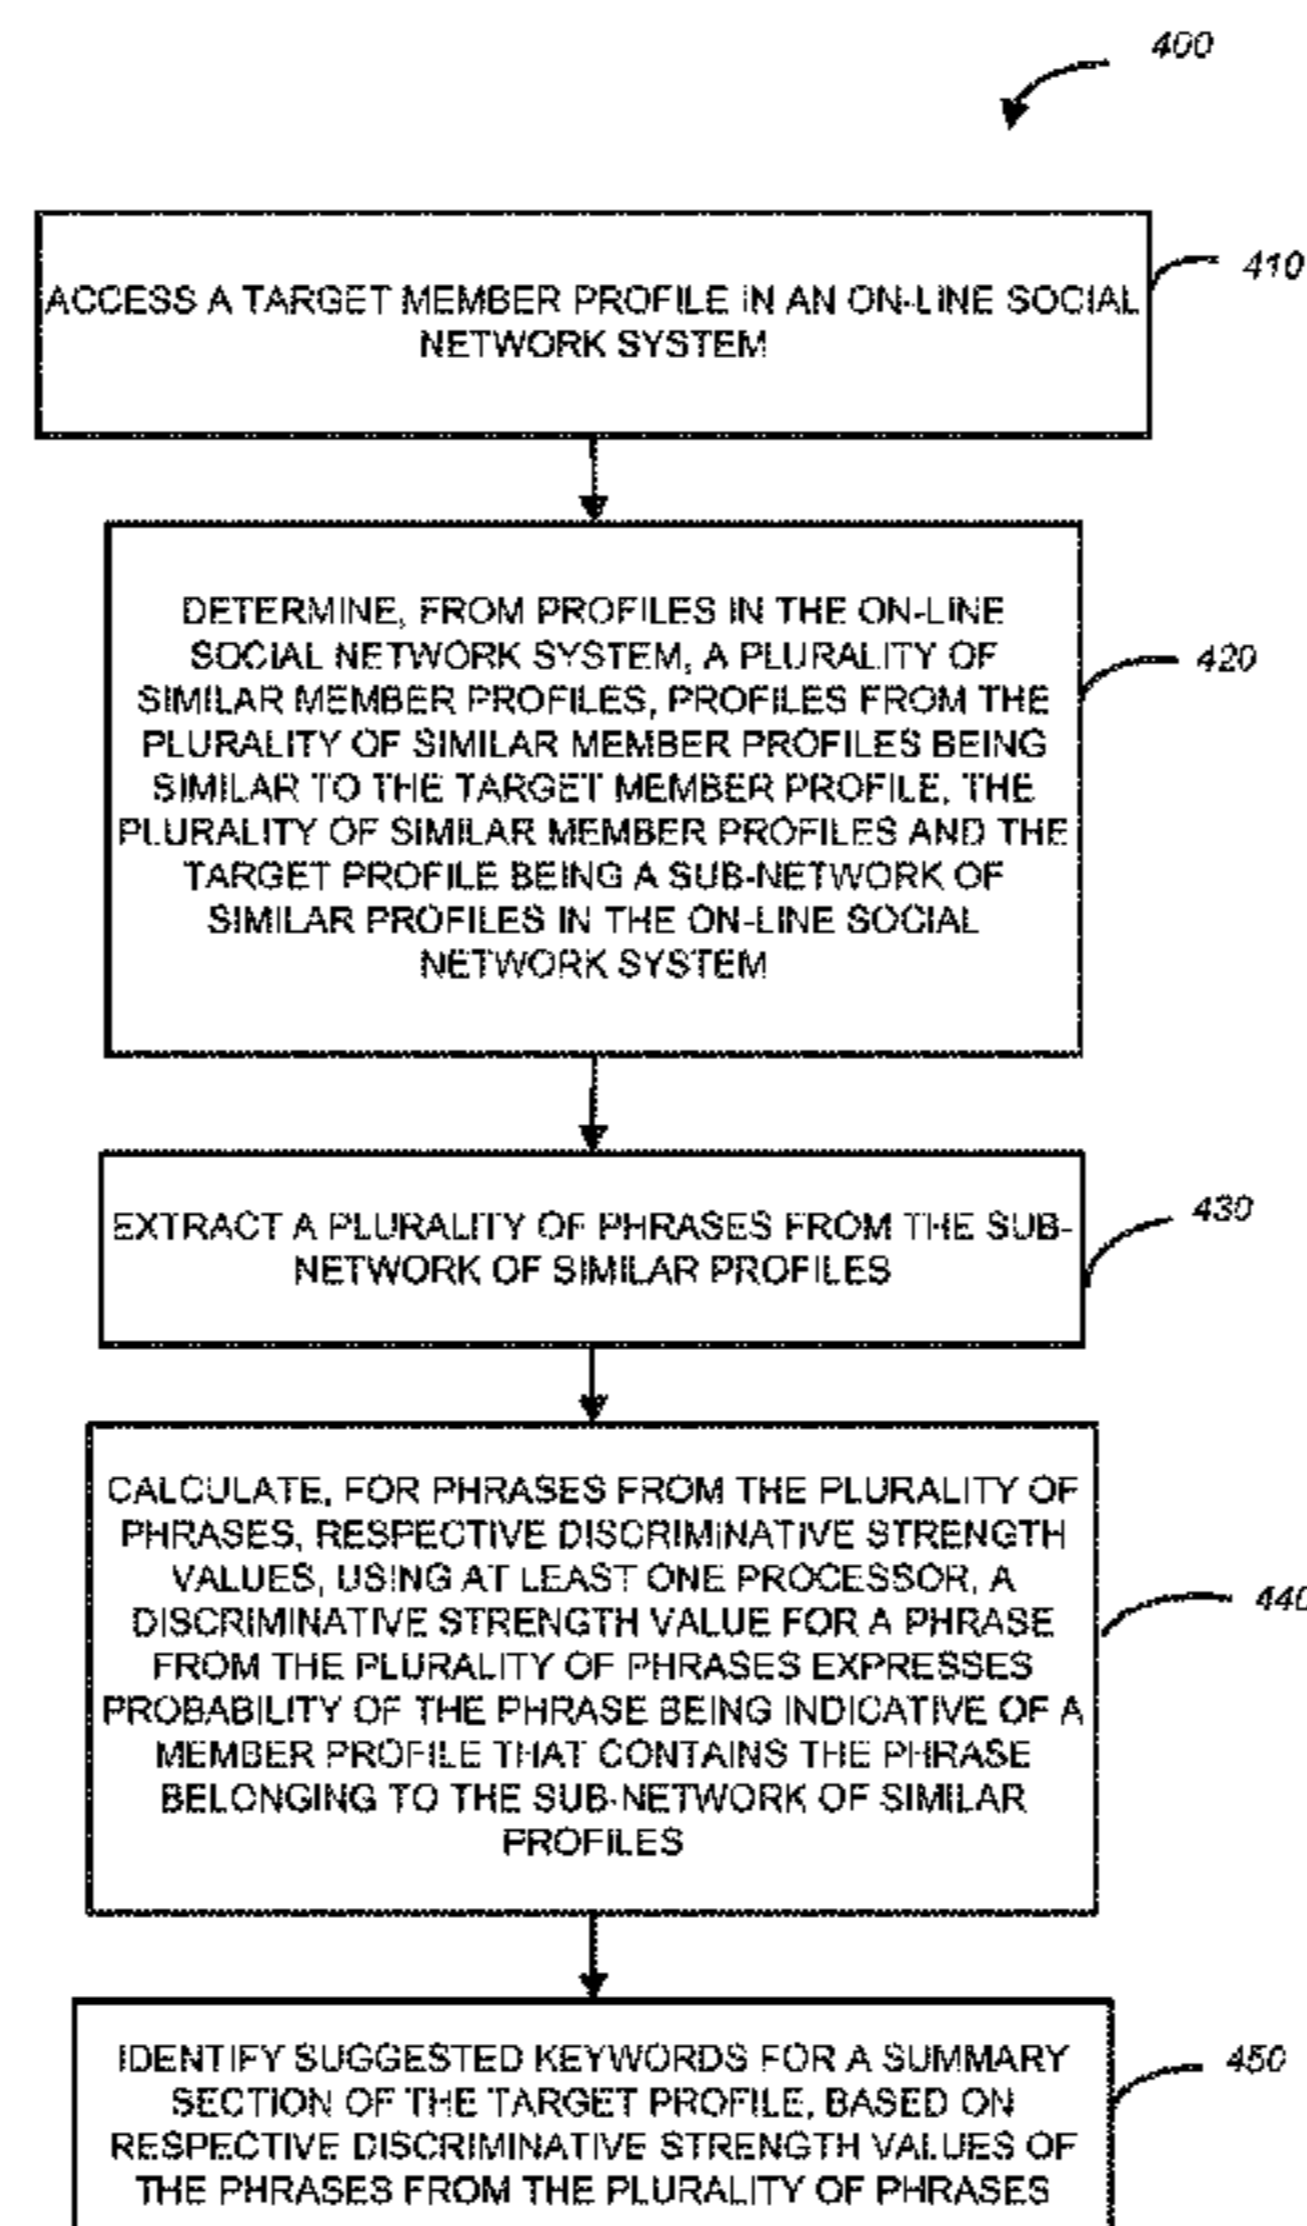 400
ACCESS A TARGET MEMBER PROFILE IN AN ON-LINE SOCIAL
NETWORK SYSTEM
410
DETERMINE, FROM PROFILES IN THE ON-LINE
SOCIAL NETWORK SYSTEM, A PLURALITY OF
SIMILAR MEMBER PROFILES, PROFILES FROM THE
PLURALITY OF SIMILAR MEMBER PROFILES BEING
SIMILAR TO THE TARGET MEMBER PROFILE, THE
PLURALITY OF SIMILAR MEMBER PROFILES AND THE
TARGET PROFILE BEING A SUB-NETWORK OF
SIMILAR PROFILES IN THE ON-LINE SOCIAL
NETWORK SYSTEM
420
EXTRACT A PLURALITY OF PHRASES FROM THE SUB-
NETWORK OF SIMILAR PROFILES
430
CALCULATE, FOR PHRASES FROM THE PLURALITY OF
PHRASES, RESPECTIVE DISCRIMINATIVE STRENGTH
VALUES, USING AT LEAST ONE PROCESSOR, A
DISCRIMINATIVE STRENGTH VALUE FOR A PHRASE
FROM THE PLURALITY OF PHRASES EXPRESSES
PROBABILITY OF THE PHRASE BEING INDICATIVE OF A
MEMBER PROFILE THAT CONTAINS THE PHRASE
BELONGING TO THE SUB-NETWORK OF SIMILAR
PROFILES
440
IDENTIFY SUGGESTED KEYWORDS FOR A SUMMARY
SECTION OF THE TARGET PROFILE, BASED ON
RESPECTIVE DISCRIMINATIVE STRENGTH VALUES OF
THE PHRASES FROM THE PLURALITY OF PHRASES
450